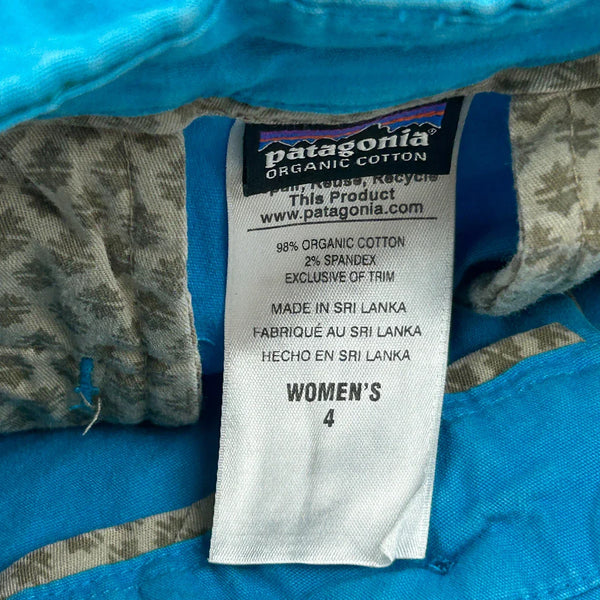 patagonia®
ORGANIC COTTON
Reuse, Recycle
This Product
www.patagonia.com
98% ORGANIC COTTON
2% SPANDEX
EXCLUSIVE OF TRIM
MADE IN SRI LANKA
FABRIQUÉ AU SRI LANKA
HECHO EN SRI LANKA
WOMEN'S
4